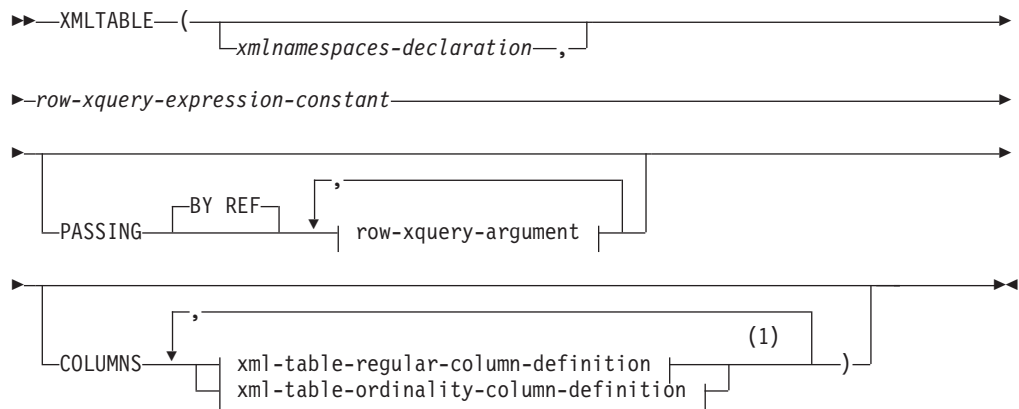 XMLTABLE (
xmlnamespaces-declaration ,
row-xquery-expression-constant
,
BY REF
PASSING row-xquery-argument
,
(1)
COLUMNS xml-table-regular-column-definition )
xml-table-ordinality-column-definition